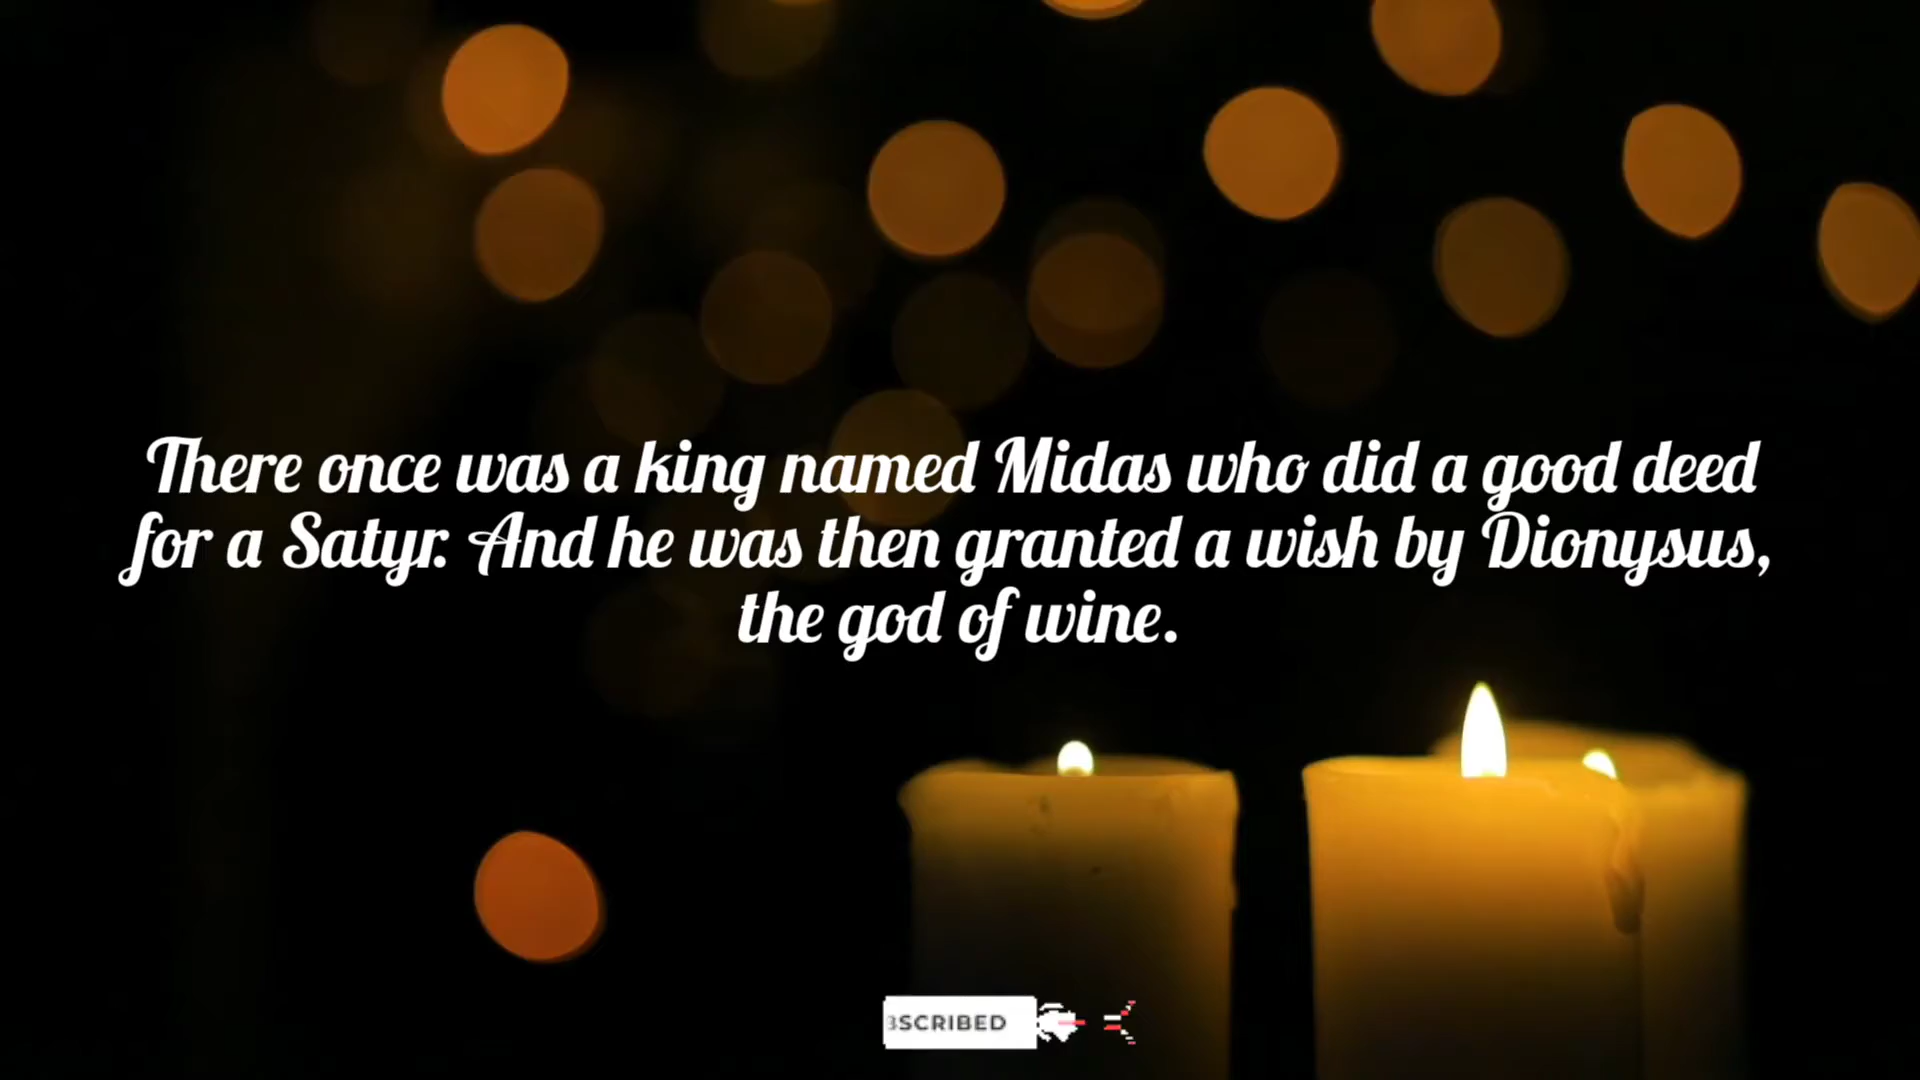 There once was a king named Midas who did a good deed
for a Satyr. And he was then granted a wish by Dionysus,
the god of wine.
BSCRIBED